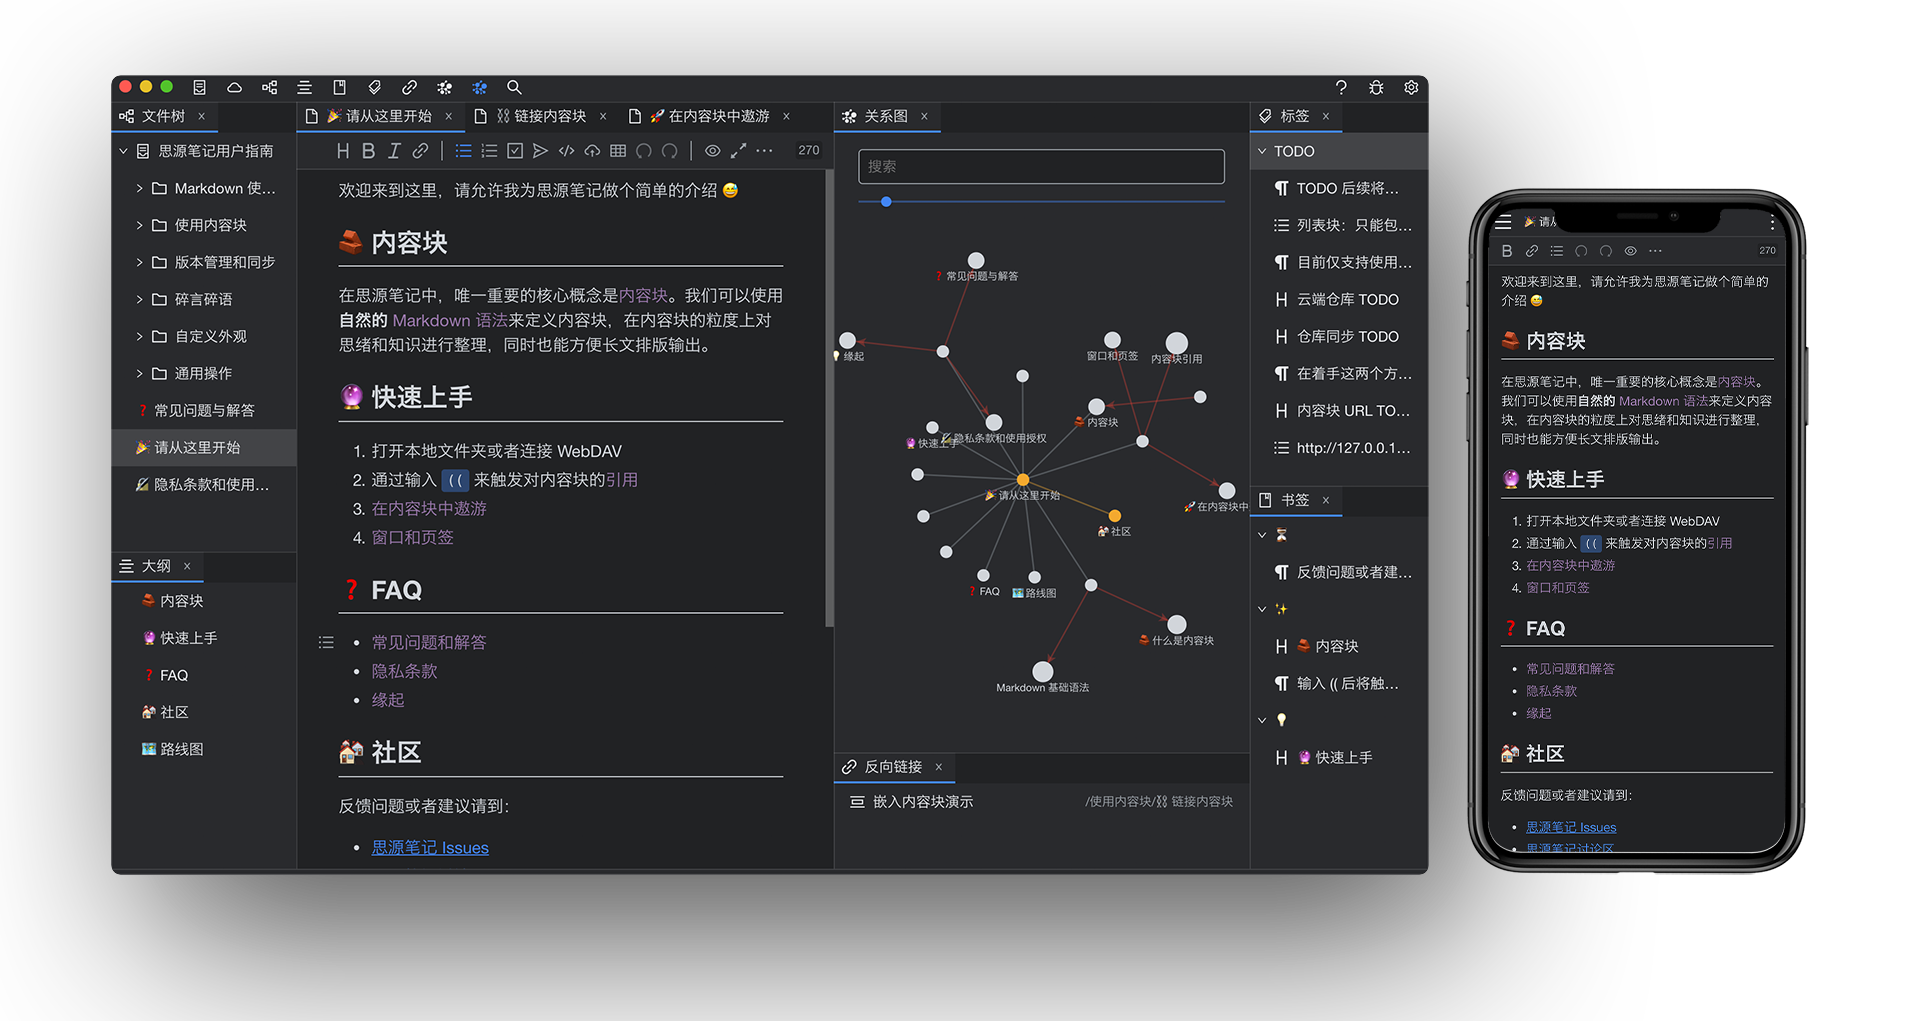 文件树
思源笔记用户指南
Markdown 使...
使用内容块
版本管理和同步
碎言碎语
自定义外观
通用操作
常见问题与解答
请从这里开始
隐私条款和使用...
大纲
内容块
快速上手
FAQ
社区
路线图
请从这里开始
链接内容块
在内容块中遨游
270
欢迎来到这里，请允许我为思源笔记做个简单的介绍
内容块
在思源笔记中，唯一重要的核心概念是内容块。我们可以使用
自然的 Markdown 语法来定义内容块，在内容块的粒度上对
思绪和知识进行整理，同时也能方便长文排版输出。
快速上手
1. 打开本地文件夹或者连接 WebDAV
2. 通过输入 (( 来触发对内容块的引用
3. 在内容块中遨游
4. 窗口和页签
FAQ
常见问题和解答
隐私条款
缘起
社区
反馈问题或者建议请到：
思源笔记 Issues
关系图
搜索
常见问题与解答
缘起
窗口和页签
内容块引用
内容块
快速上手
隐私条款和使用授权
请从这里开始
在内容块中
社区
FAQ
路线图
什么是内容块
Markdown 基础语法
反向链接
嵌入内容块演示
/使用内容块/ 链接内容块
标签
TODO
TODO 后续将...
列表块：只能包...
目前仅支持使用...
云端仓库 TODO
仓库同步 TODO
在着手这两个方...
内容块 URL TO...
http://127.0.0.1...
书签
反馈问题或者建...
内容块
输入 (( 后将触...
快速上手
请从
270
欢迎来到这里，请允许我为思源笔记做个简单的
介绍
内容块
在思源笔记中，唯一重要的核心概念是内容块。
我们可以使用自然的 Markdown 语法来定义内容
块，在内容块的粒度上对思绪和知识进行整理，
同时也能方便长文排版输出。
快速上手
1. 打开本地文件夹或者连接 WebDAV
2. 通过输入 (( 来触发对内容块的引用
3. 在内容块中遨游
4. 窗口和页签
FAQ
常见问题和解答
隐私条款
缘起
社区
反馈问题或者建议请到：
思源笔记 Issues
思源笔记讨论区